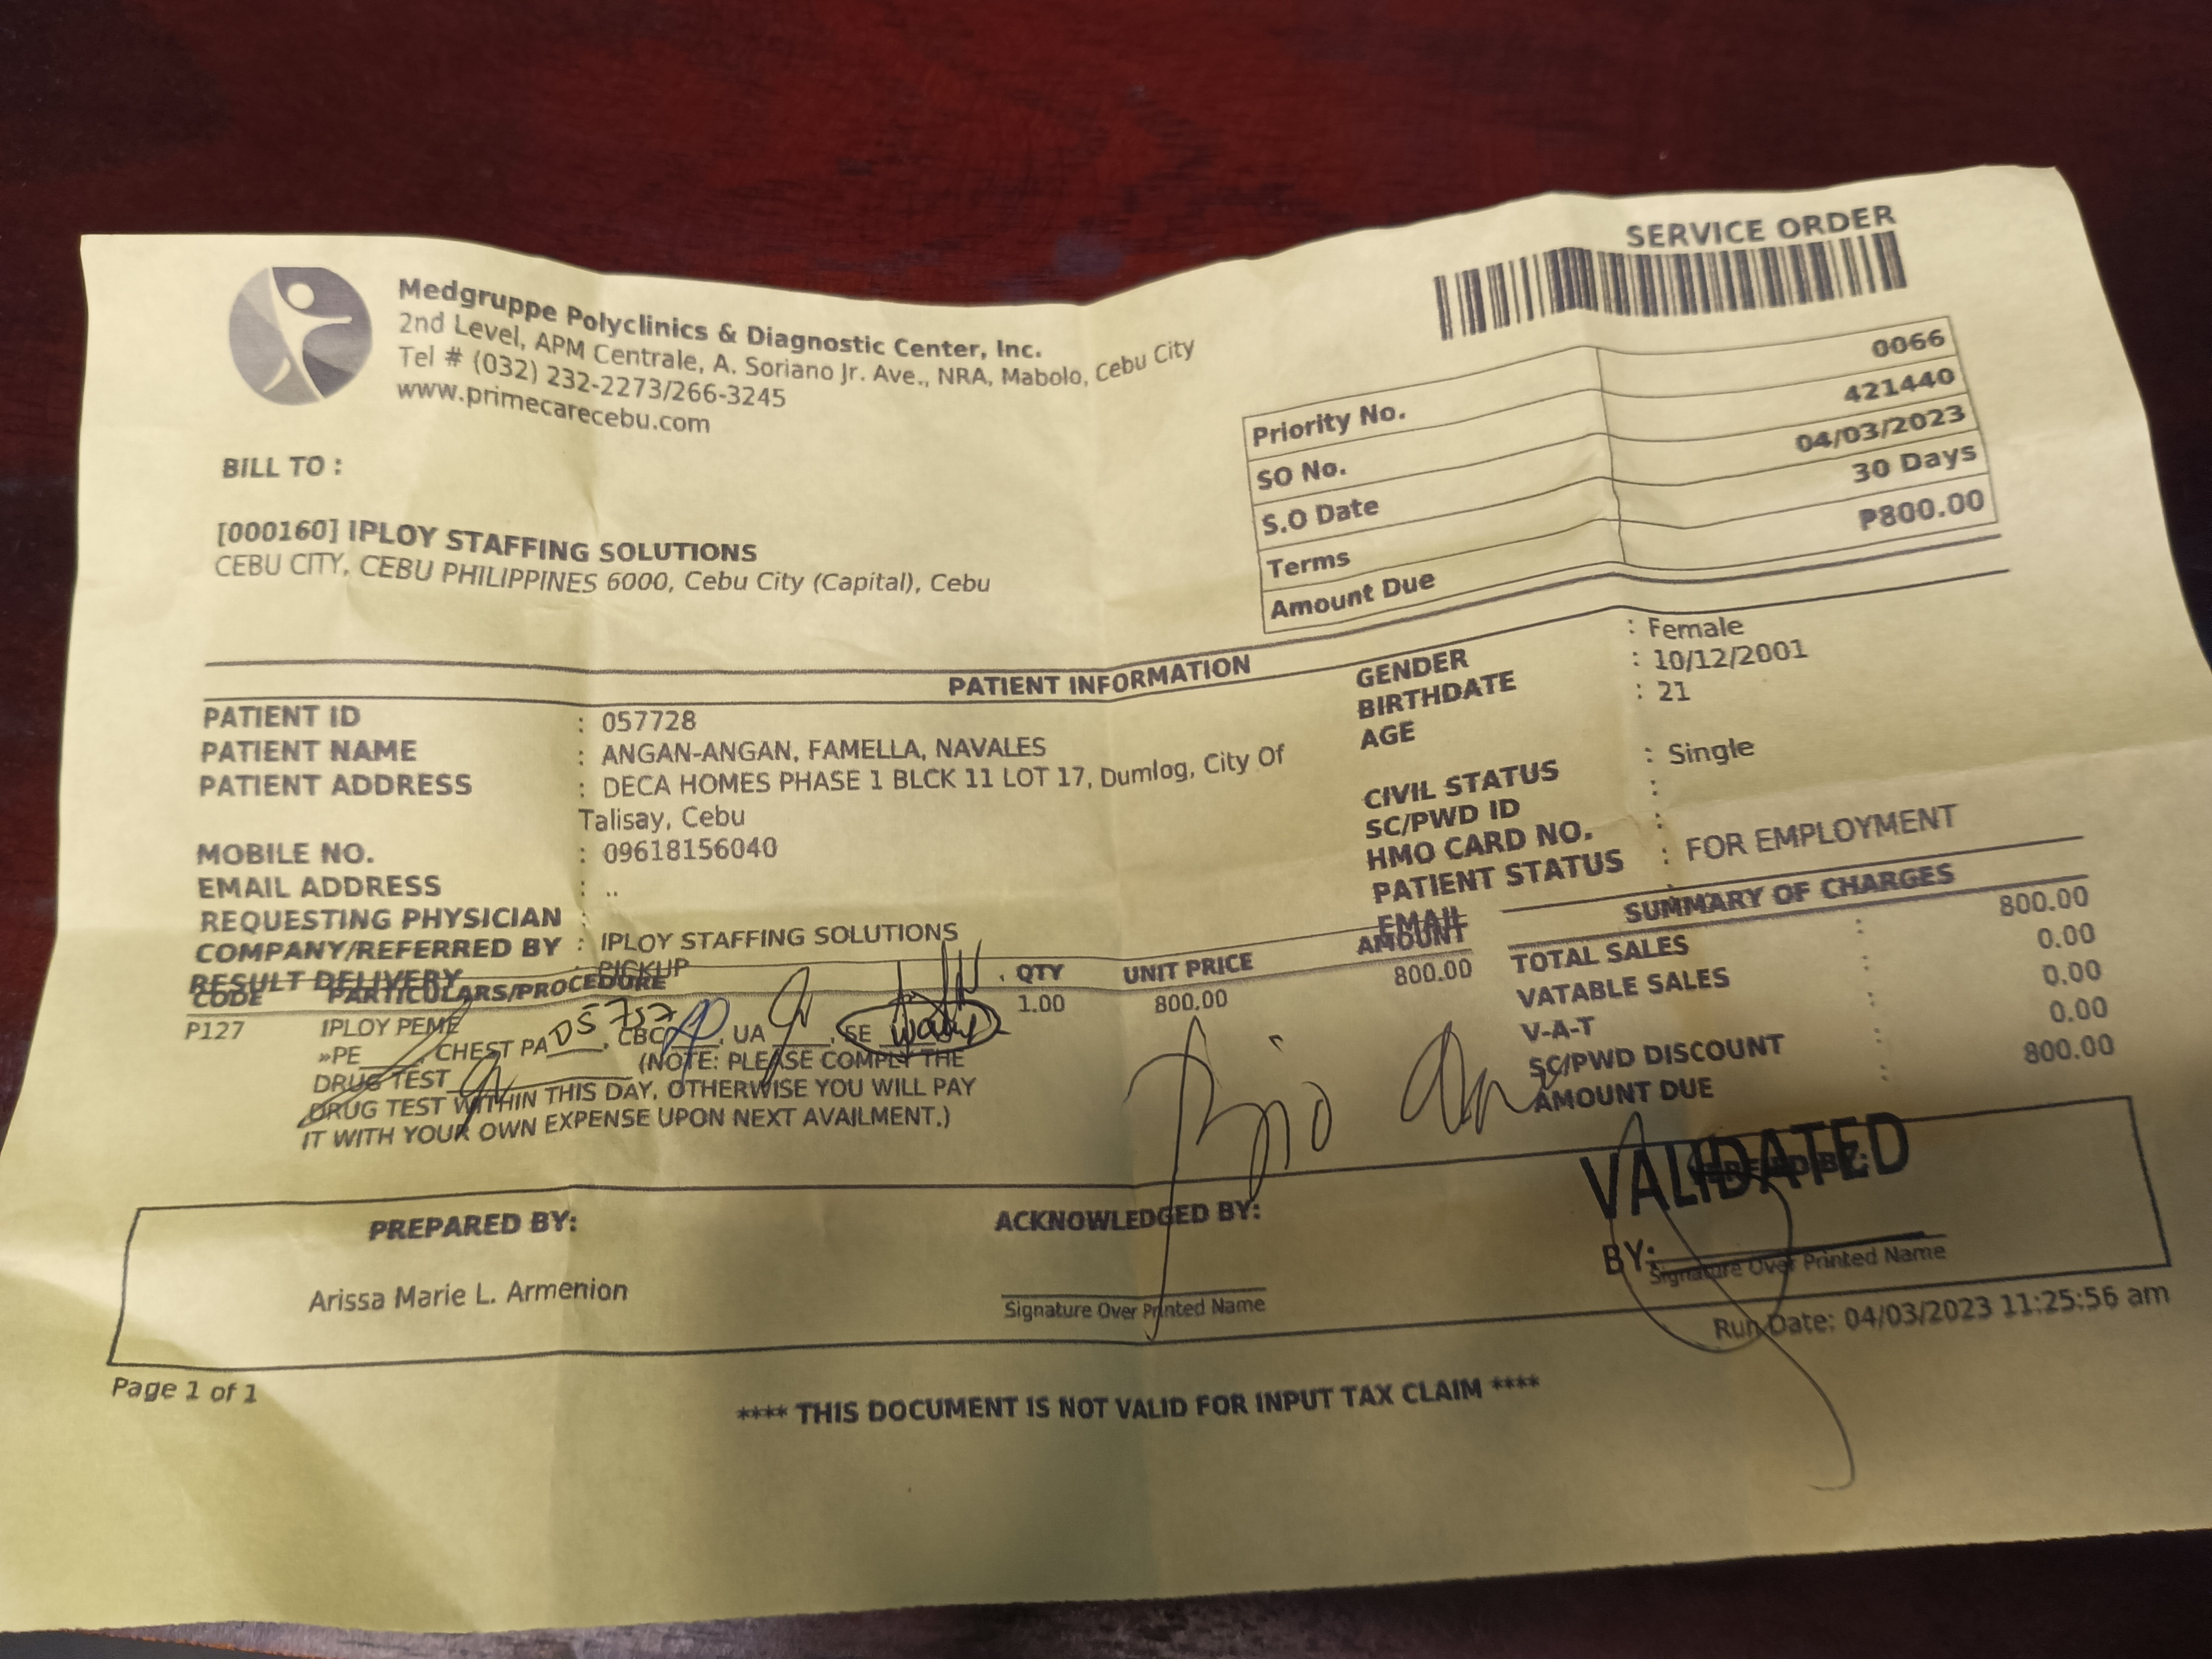 SERVICE ORDER
Medgruppe Polyclinics & Diagnostic Center, Inc.
2nd Level, APM Centrale, A. Soriano Jr. Ave., NRA, Mabolo, Cebu City
Tel # (032) 232-2273/266-3245
www.primecarecebu.com
Priority No. 0066
SO No. 421440
S.O Date 04/03/2023
Terms 30 Days
Amount Due ₱800.00
BILL TO :
[000160] IPLOY STAFFING SOLUTIONS
CEBU CITY, CEBU PHILIPPINES 6000, Cebu City (Capital), Cebu
PATIENT INFORMATION
PATIENT ID : 057728
PATIENT NAME : ANGAN-ANGAN, FAMELLA, NAVALES
PATIENT ADDRESS : DECA HOMES PHASE 1 BLCK 11 LOT 17, Dumlog, City Of
Talisay, Cebu
MOBILE NO. : 09618156040
EMAIL ADDRESS : ..
REQUESTING PHYSICIAN :
COMPANY/REFERRED BY : IPLOY STAFFING SOLUTIONS
RESULT DELIVERY : PICKUP
GENDER : Female
BIRTHDATE : 10/12/2001
AGE : 21
CIVIL STATUS : Single
SC/PWD ID :
HMO CARD NO. :
PATIENT STATUS : FOR EMPLOYMENT
EMAIL
CODE PARTICULARS/PROCEDURE QTY UNIT PRICE AMOUNT
P127 IPLOY PEME 1.00 800.00 800.00
»PE____, CHEST PA____, CBC____, UA____, SE
DRUG TEST____ (NOTE: PLEASE COMPLY THE
DRUG TEST WITHIN THIS DAY, OTHERWISE YOU WILL PAY
IT WITH YOUR OWN EXPENSE UPON NEXT AVAILMENT.)
SUMMARY OF CHARGES
TOTAL SALES : 800.00
VATABLE SALES : 0.00
V-A-T : 0.00
SC/PWD DISCOUNT : 0.00
AMOUNT DUE : 800.00
PREPARED BY:
Arissa Marie L. Armenion
ACKNOWLEDGED BY:
Signature Over Printed Name
VALIDATED
BY:
Signature Over Printed Name
Run Date: 04/03/2023 11:25:56 am
Page 1 of 1
**** THIS DOCUMENT IS NOT VALID FOR INPUT TAX CLAIM ****